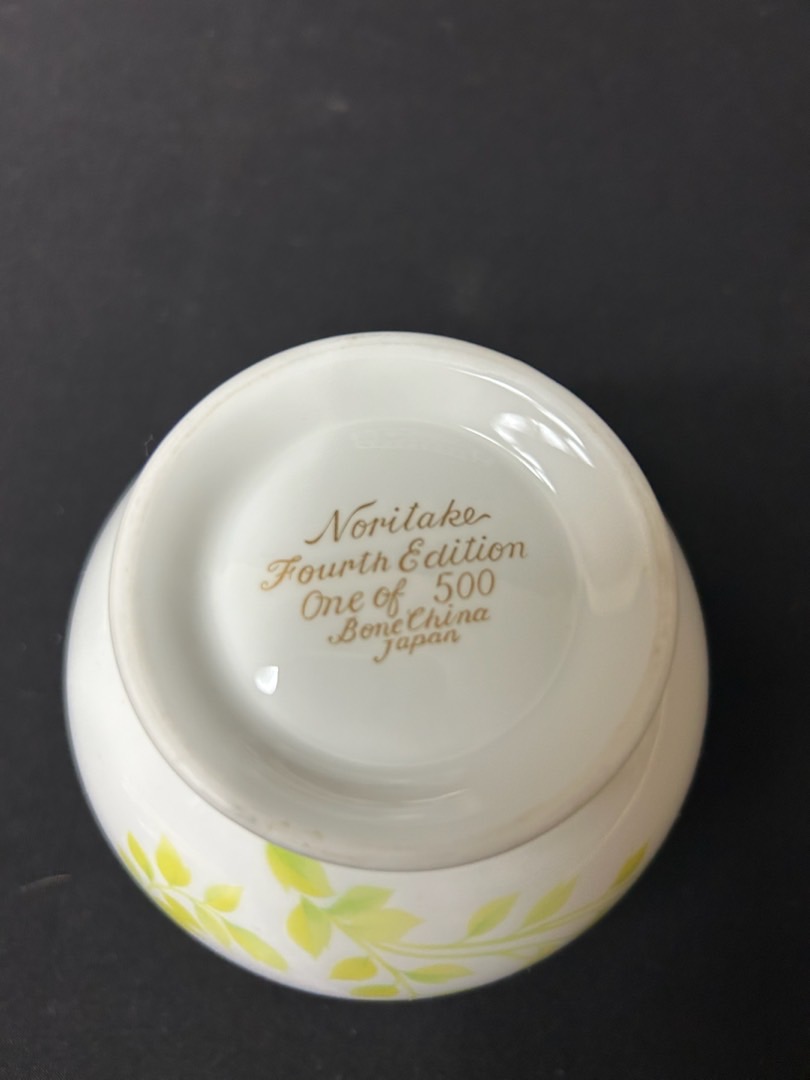 Noritake
Fourth Edition
One of 500
Bone China
Japan